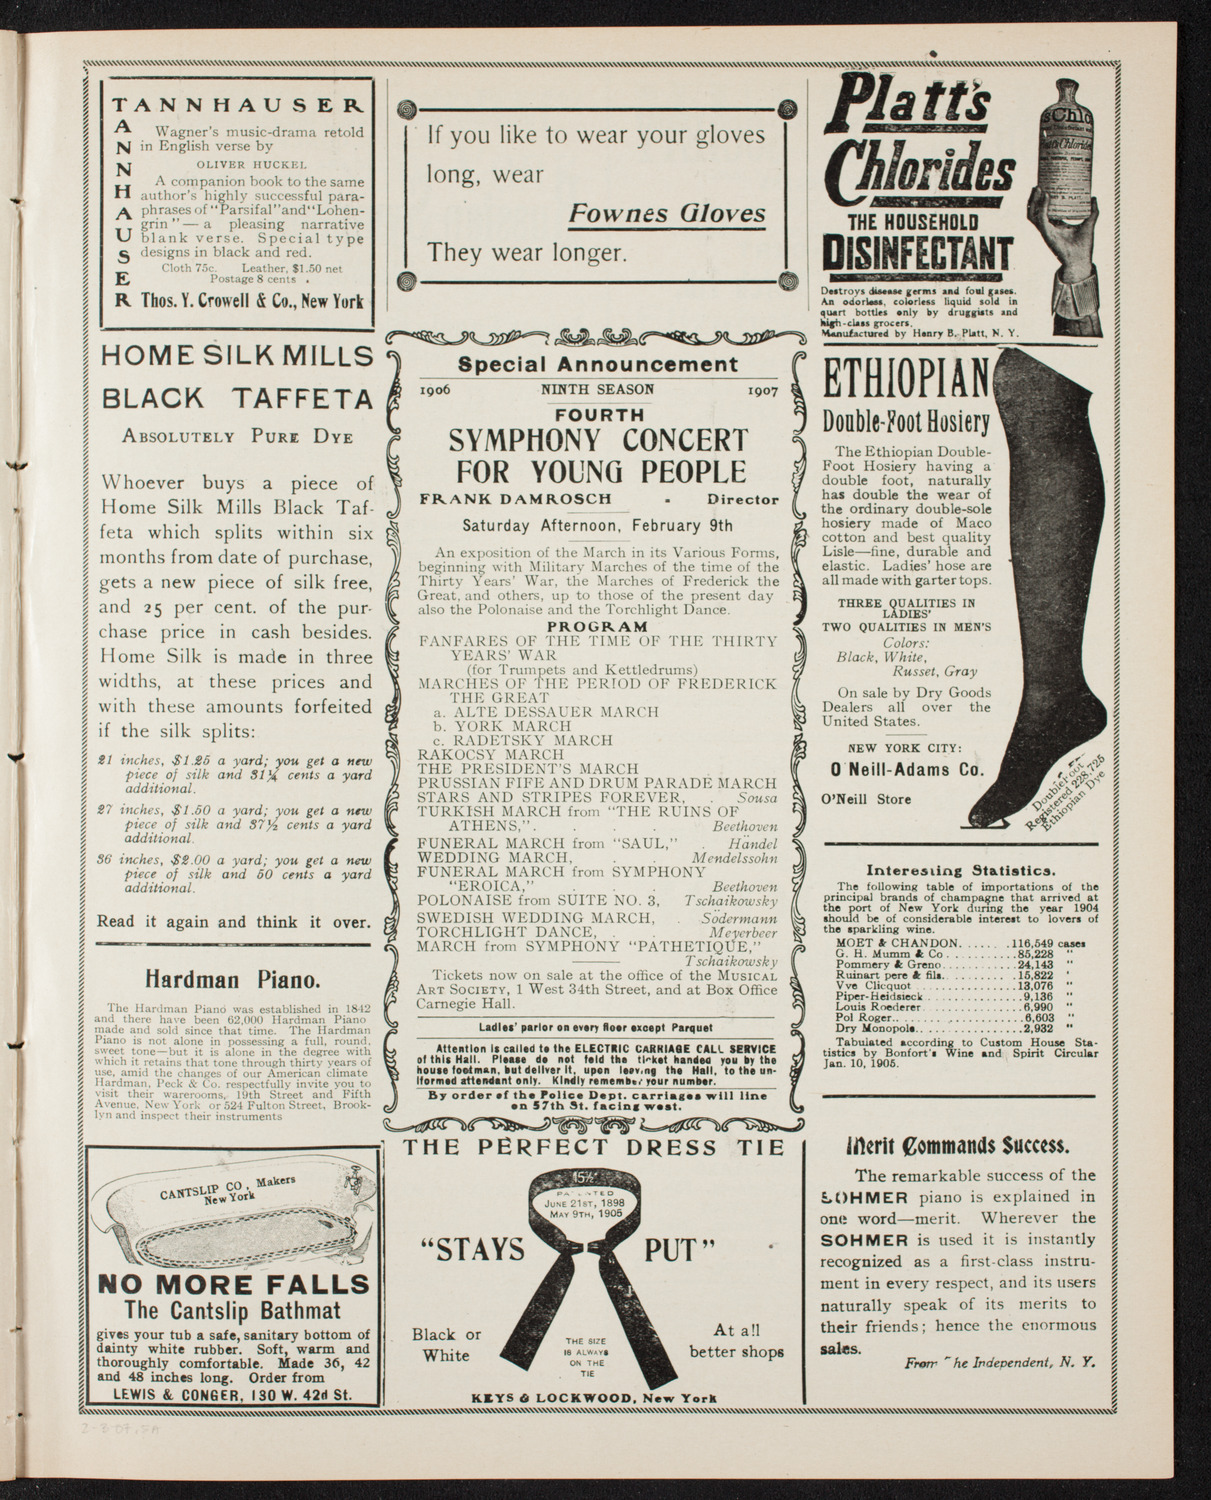 TANNHAUSER
TANNHAUSER
Wagner's music-drama retold
in English verse by
OLIVER HUCKEL
A companion book to the same
author's highly successful para-
phrases of "Parsifal" and "Lohen-
grin" — a pleasing narrative
blank verse. Special type
designs in black and red.
Cloth 75c. Leather, $1.50 net
Postage 8 cents.
Thos. Y. Crowell & Co., New York
HOME SILK MILLS
BLACK TAFFETA
ABSOLUTELY PURE DYE
Whoever buys a piece of
Home Silk Mills Black Taf-
feta which splits within six
months from date of purchase,
gets a new piece of silk free,
and 25 per cent. of the pur-
chase price in cash besides.
Home Silk is made in three
widths, at these prices and
with these amounts forfeited
if the silk splits:
21 inches, $1.25 a yard; you get a new
piece of silk and 31¼ cents a yard
additional.
27 inches, $1.50 a yard; you get a new
piece of silk and 37½ cents a yard
additional.
36 inches, $2.00 a yard; you get a new
piece of silk and 50 cents a yard
additional.
Read it again and think it over.
Hardman Piano.
The Hardman Piano was established in 1842
and there have been 62,000 Hardman Piano
made and sold since that time. The Hardman
Piano is not alone in possessing a full, round,
sweet tone—but it is alone in the degree with
which it retains that tone through thirty years of
use, amid the changes of our American climate
Hardman, Peck & Co. respectfully invite you to
visit their warerooms, 19th Street and Fifth
Avenue, New York or 524 Fulton Street, Brook-
lyn and inspect their instruments
CANTSLIP CO., Makers
New York
NO MORE FALLS
The Cantslip Bathmat
gives your tub a safe, sanitary bottom of
dainty white rubber. Soft, warm and
thoroughly comfortable. Made 36, 42
and 48 inches long. Order from
LEWIS & CONGER, 130 W. 42d St.
If you like to wear your gloves
long, wear
Fownes Gloves
They wear longer.
Special Announcement
1906 NINTH SEASON 1907
FOURTH
SYMPHONY CONCERT
FOR YOUNG PEOPLE
FRANK DAMROSCH - Director
Saturday Afternoon, February 9th
An exposition of the March in its Various Forms,
beginning with Military Marches of the time of the
Thirty Years' War, the Marches of Frederick the
Great, and others, up to those of the present day
also the Polonaise and the Torchlight Dance.
PROGRAM
FANFARES OF THE TIME OF THE THIRTY
YEARS' WAR
(for Trumpets and Kettledrums)
MARCHES OF THE PERIOD OF FREDERICK
THE GREAT
a. ALTE DESSAUER MARCH
b. YORK MARCH
c. RADETSKY MARCH
RAKOCSY MARCH
THE PRESIDENT'S MARCH
PRUSSIAN FIFE AND DRUM PARADE MARCH
STARS AND STRIPES FOREVER, . Sousa
TURKISH MARCH from "THE RUINS OF
ATHENS," . . . . Beethoven
FUNERAL MARCH from "SAUL," . Händel
WEDDING MARCH, . . Mendelssohn
FUNERAL MARCH from SYMPHONY
"EROICA," . . . Beethoven
POLONAISE from SUITE NO. 3, Tschaikowsky
SWEDISH WEDDING MARCH, . Södermann
TORCHLIGHT DANCE, . . . Meyerbeer
MARCH from SYMPHONY "PATHETIQUE,"
Tschaikowsky
Tickets now on sale at the office of the MUSICAL
ART SOCIETY, 1 West 34th Street, and at Box Office
Carnegie Hall.
Ladies' parlor on every floor except Parquet
Attention is called to the ELECTRIC CARRIAGE CALL SERVICE
of this Hall. Please do not fold the ticket handed you by the
house footman, but deliver it, upon leaving the Hall, to the un-
iformed attendant only. Kindly remember your number.
By order of the Police Dept. carriages will line
on 57th St. facing west.
THE PERFECT DRESS TIE
15½
PATENTED
JUNE 21ST, 1898
MAY 9TH, 1905
"STAYS PUT"
Black or
White
THE SIZE
IS ALWAYS
ON THE
TIE
At all
better shops
KEYS & LOCKWOOD, New York
Platt's
Chlorides
THE HOUSEHOLD
DISINFECTANT
Destroys disease germs and foul gases.
An odorless, colorless liquid sold in
quart bottles only by druggists and
high-class grocers.
Manufactured by Henry B. Platt, N. Y.
ETHIOPIAN
Double-Foot Hosiery
The Ethiopian Double-
Foot Hosiery having a
double foot, naturally
has double the wear of
the ordinary double-sole
hosiery made of Maco
cotton and best quality
Lisle—fine, durable and
elastic. Ladies' hose are
all made with garter tops.
THREE QUALITIES IN
LADIES'
TWO QUALITIES IN MEN'S
Colors:
Black, White,
Russet, Gray
On sale by Dry Goods
Dealers all over the
United States.
NEW YORK CITY:
O'Neill-Adams Co.
O'Neill Store
Double Foot
Registered 228,725
Ethiopian Dye
Interesting Statistics.
The following table of importations of the
principal brands of champagne that arrived at
the port of New York during the year 1904
should be of considerable interest to lovers of
the sparkling wine.
MOET & CHANDON. . . . . . . 116,549 cases
G. H. Mumm & Co . . . . . . . 85,228 "
Pommery & Greno . . . . . . . 24,143 "
Ruinart pere & fils. . . . . . . 15,822 "
Vve Clicquot . . . . . . . 13,076 "
Piper-Heidsieck . . . . . . . 9,136 "
Louis Roederer . . . . . . . 6,990 "
Pol Roger. . . . . . . . 6,603 "
Dry Monopole. . . . . . . . 2,932 "
Tabulated according to Custom House Sta-
tistics by Bonfort's Wine and Spirit Circular
Jan. 10, 1905.
Merit Commands Success.
The remarkable success of the
SOHMER piano is explained in
one word—merit. Wherever the
SOHMER is used it is instantly
recognized as a first-class instru-
ment in every respect, and its users
naturally speak of its merits to
their friends; hence the enormous
sales.
From The Independent, N. Y.